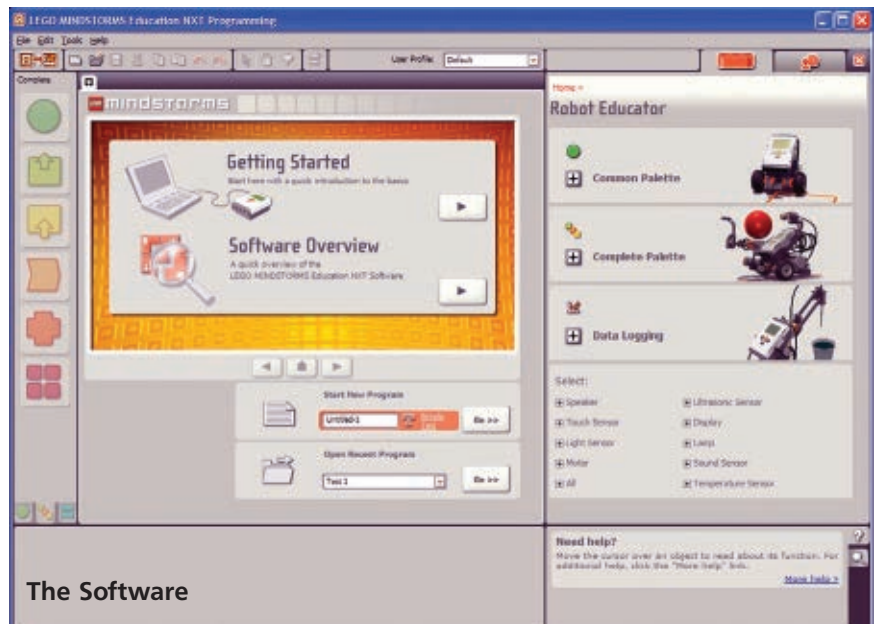 LEGO MINDSTORMS Education NXT Programming
File Edit Tools Help
User Profile: Default
Complete
mindstorms
Getting Started
Start here with a quick introduction to the basics
Software Overview
A quick overview of the
LEGO MINDSTORMS Education NXT Software
Start New Program
Untitled-1
Go >>
Open Recent Program
Test 1
Go >>
Home >
Robot Educator
Common Palette
Complete Palette
Data Logging
Select:
Speaker
Ultrasonic Sensor
Touch Sensor
Display
Light Sensor
Lamp
Motor
Sound Sensor
All
Temperature Sensor
Need help?
Move the cursor over an object to read about its function. For
additional help, click the "More help" link.
More help >
The Software